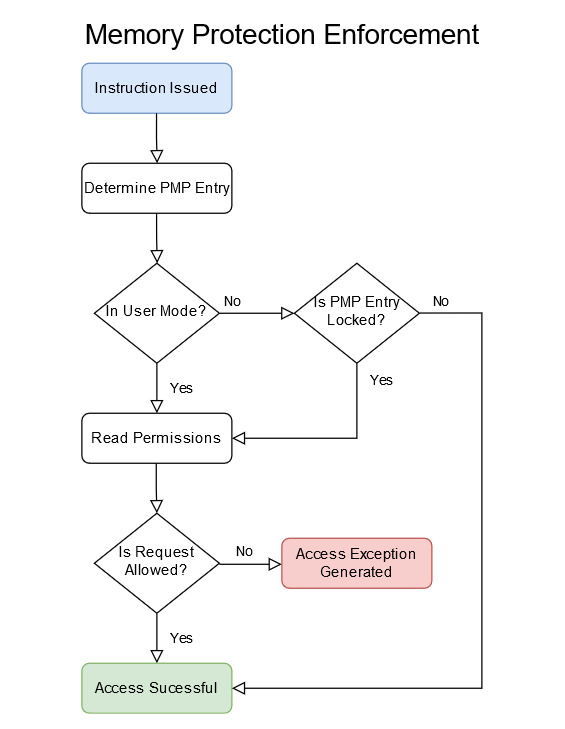 Memory Protection Enforcement
Instruction Issued
Determine PMP Entry
In User Mode?
No
Is PMP Entry
Locked?
No
Yes
Yes
Read Permissions
Is Request
Allowed?
No
Access Exception
Generated
Yes
Access Sucessful